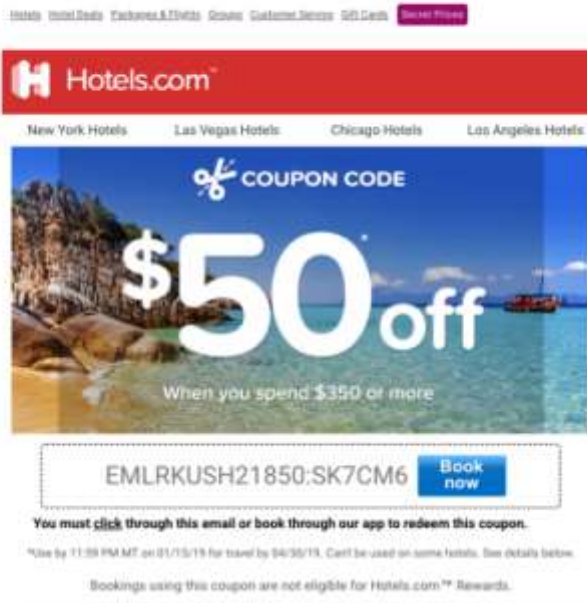 Hotels Hotel Deals Packages & Flights Groups Customer Service Gift Cards Secret Prices
Hotels.com™
New York Hotels Las Vegas Hotels Chicago Hotels Los Angeles Hotels
COUPON CODE
$50*off
When you spend $350 or more
EMLRKUSH21850:SK7CM6 Book
now
You must click through this email or book through our app to redeem this coupon.
*Use by 11:59 PM MT on 01/15/19 for travel by 04/30/19. Can't be used on some hotels. See details below.
Bookings using this coupon are not eligible for Hotels.com™ Rewards.